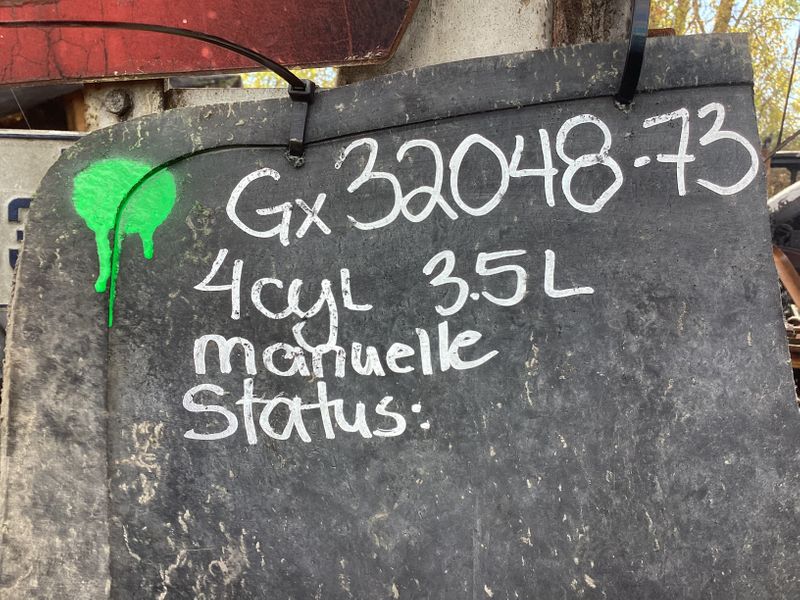 Gx 32048-73
4cyL 3.5L
manuelle
Status: